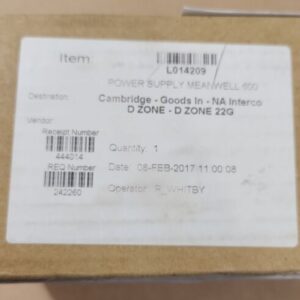 Item
L014209
POWER SUPPLY MEANWELL 600
Destination: Cambridge - Goods In - NA Interco
D ZONE - D ZONE 22G
Vendor:
Receipt Number
444014
REQ Number
242260
Quantity: 1
Date: 08-FEB-2017 11:00:08
Operator: R_WHITBY